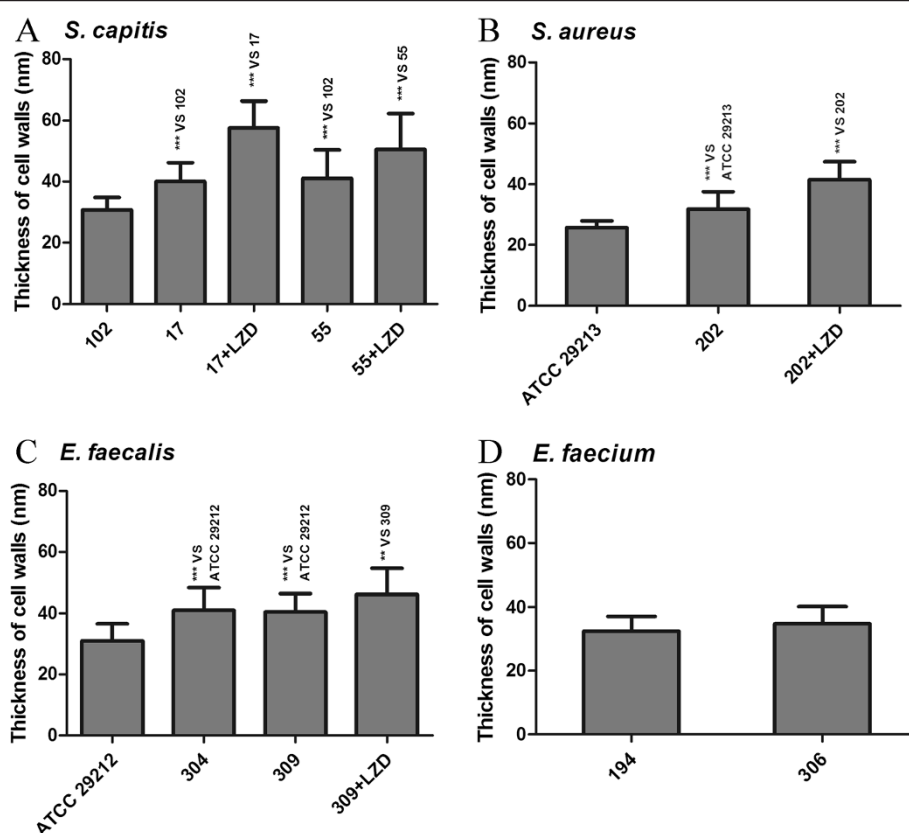 A S. capitis
Thickness of cell walls (nm)
80
60
40
20
0
*** VS 102
*** VS 17
*** VS 102
*** VS 55
102
17
17+LZD
55
55+LZD
B S. aureus
Thickness of cell walls (nm)
80
60
40
20
0
*** VS
ATCC 29213
*** VS 202
ATCC 29213
202
202+LZD
C E. faecalis
Thickness of cell walls (nm)
80
60
40
20
0
*** VS
ATCC 29212
*** VS
ATCC 29212
** VS 309
ATCC 29212
304
309
309+LZD
D E. faecium
Thickness of cell walls (nm)
80
60
40
20
0
194
306